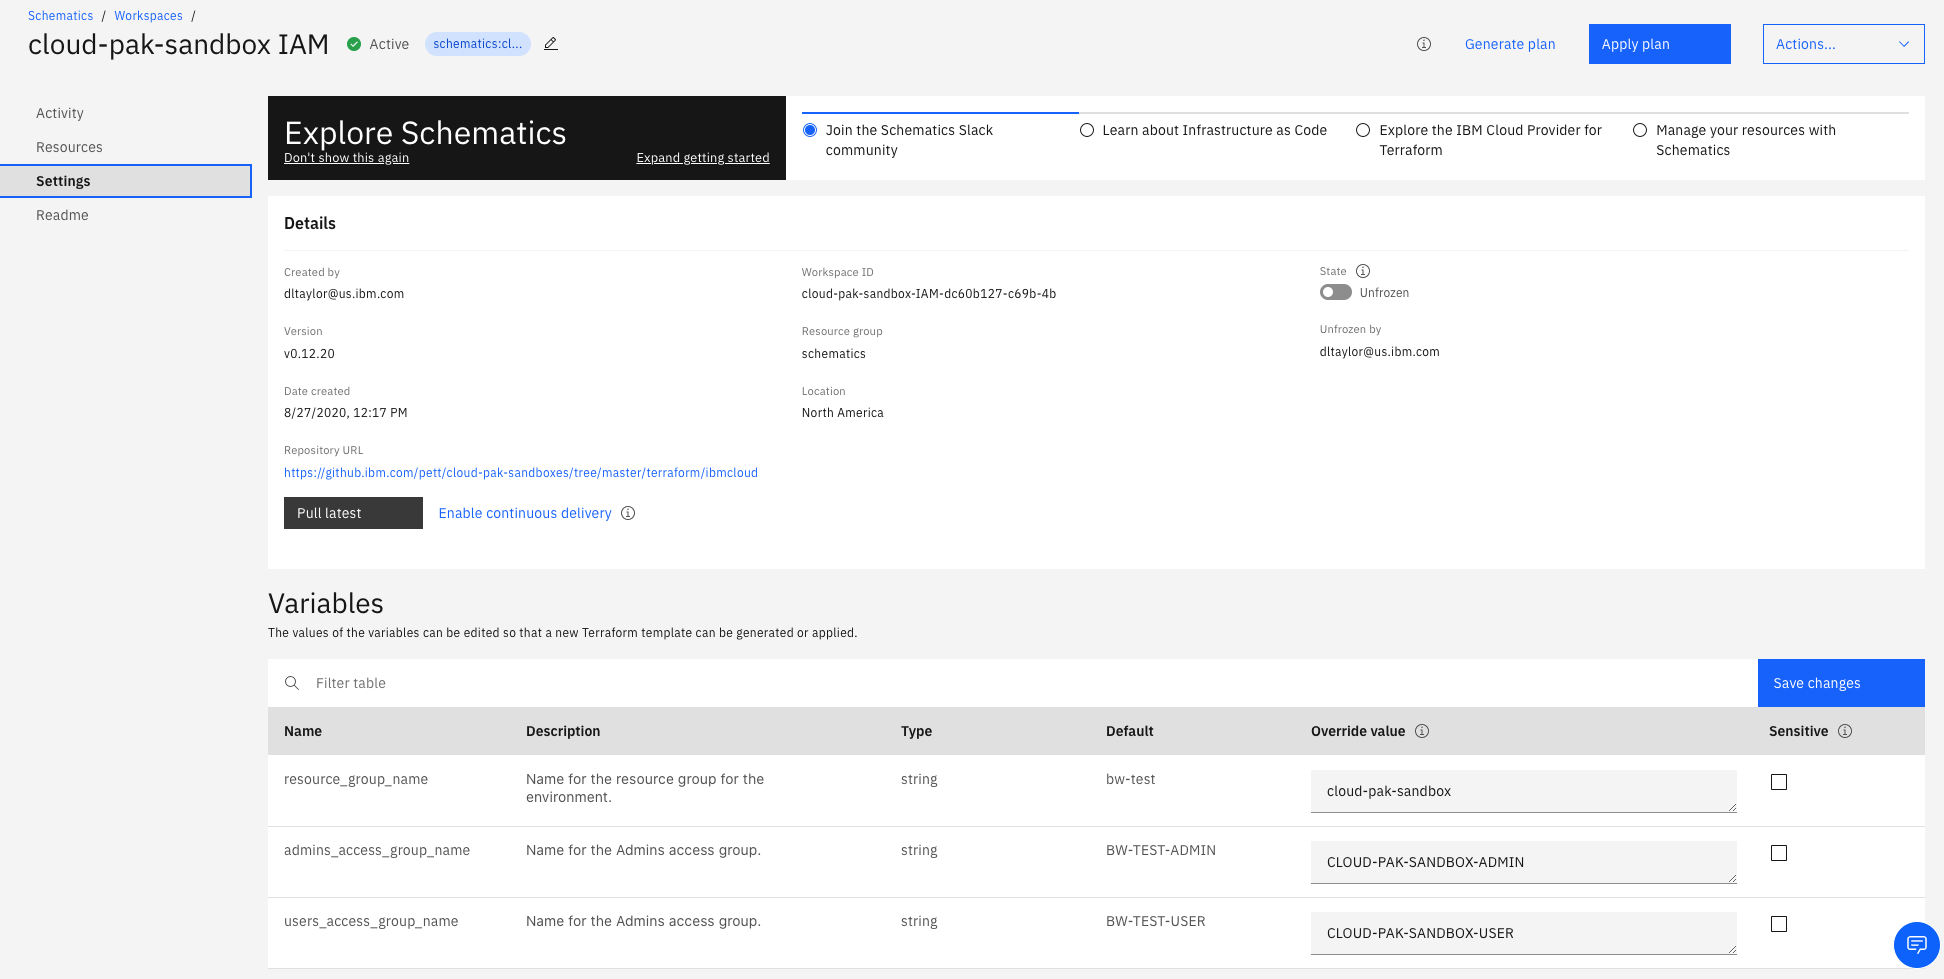 Schematics / Workspaces /
cloud-pak-sandbox IAM
Active
schematics:cl...
Generate plan
Apply plan
Actions...
Activity
Resources
Settings
Readme
Explore Schematics
Don't show this again
Expand getting started
Join the Schematics Slack
community
Learn about Infrastructure as Code
Explore the IBM Cloud Provider for
Terraform
Manage your resources with
Schematics
Details
Created by
dltaylor@us.ibm.com
Workspace ID
cloud-pak-sandbox-IAM-dc60b127-c69b-4b
State
Unfrozen
Version
v0.12.20
Resource group
schematics
Unfrozen by
dltaylor@us.ibm.com
Date created
8/27/2020, 12:17 PM
Location
North America
Repository URL
https://github.ibm.com/pett/cloud-pak-sandboxes/tree/master/terraform/ibmcloud
Pull latest
Enable continuous delivery
Variables
The values of the variables can be edited so that a new Terraform template can be generated or applied.
Filter table
Save changes
Name Description Type Default Override value Sensitive
resource_group_name Name for the resource group for the string bw-test cloud-pak-sandbox
environment.
admins_access_group_name Name for the Admins access group. string BW-TEST-ADMIN CLOUD-PAK-SANDBOX-ADMIN
users_access_group_name Name for the Admins access group. string BW-TEST-USER CLOUD-PAK-SANDBOX-USER